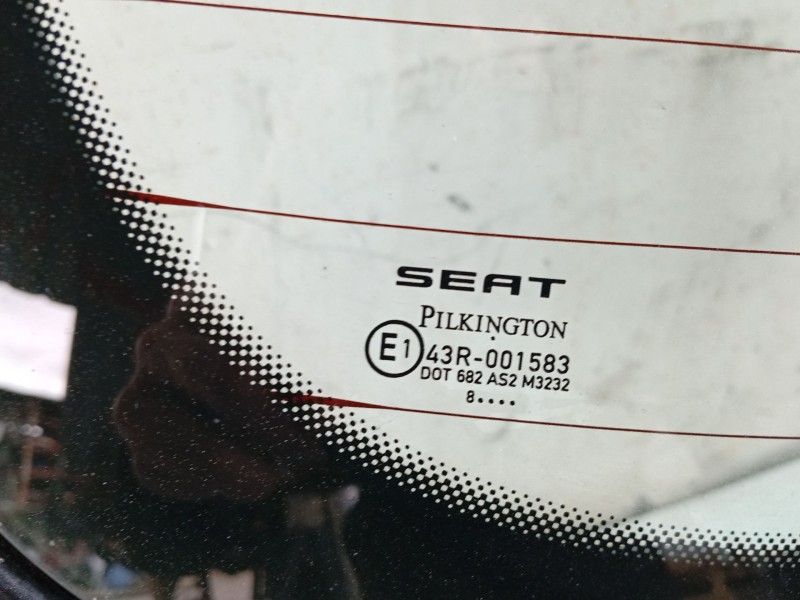 SEAT
PILKINGTON
E1 43R-001583
DOT 682 AS2 M3232
8....